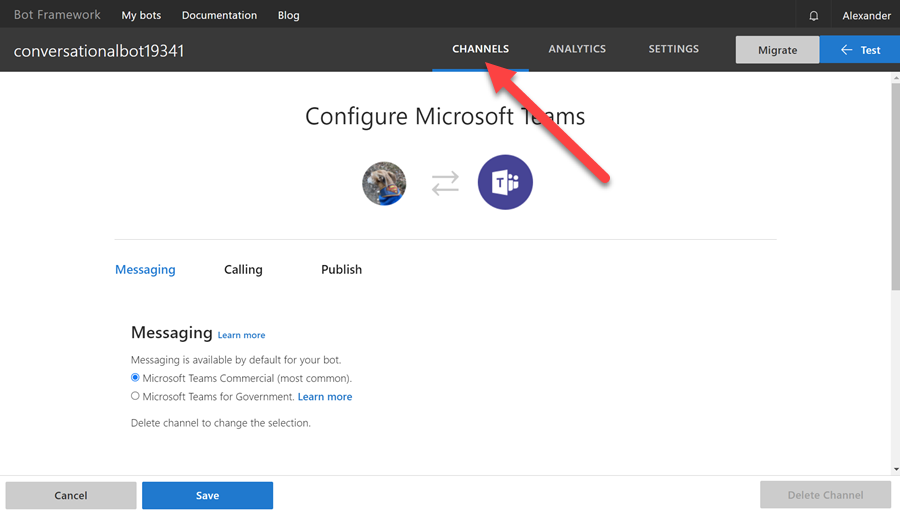 Bot Framework My bots Documentation Blog Alexander
conversationalbot19341 CHANNELS ANALYTICS SETTINGS Migrate Test
Configure Microsoft Teams
T
Messaging Calling Publish
Messaging Learn more
Messaging is available by default for your bot.
Microsoft Teams Commercial (most common).
Microsoft Teams for Government. Learn more
Delete channel to change the selection.
Cancel Save Delete Channel